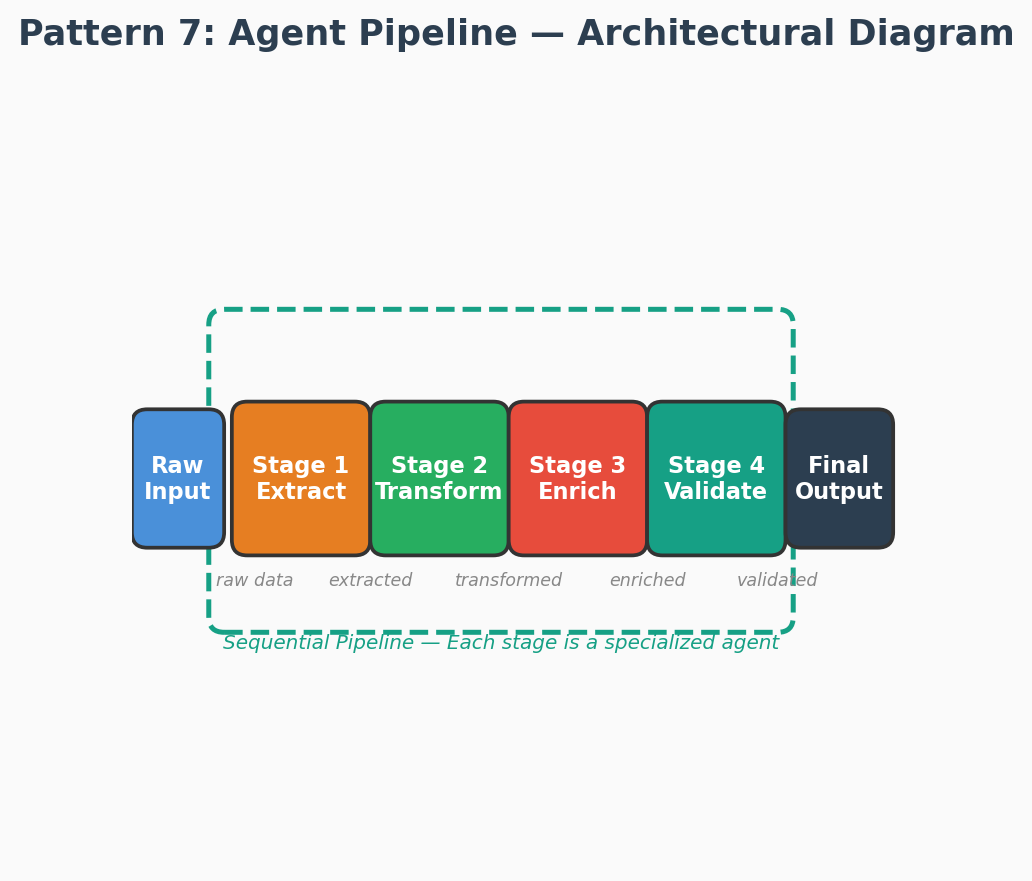 Pattern 7: Agent Pipeline — Architectural Diagram
Raw
Input
Stage 1
Extract
Stage 2
Transform
Stage 3
Enrich
Stage 4
Validate
Final
Output
raw data
extracted
transformed
enriched
validated
Sequential Pipeline — Each stage is a specialized agent